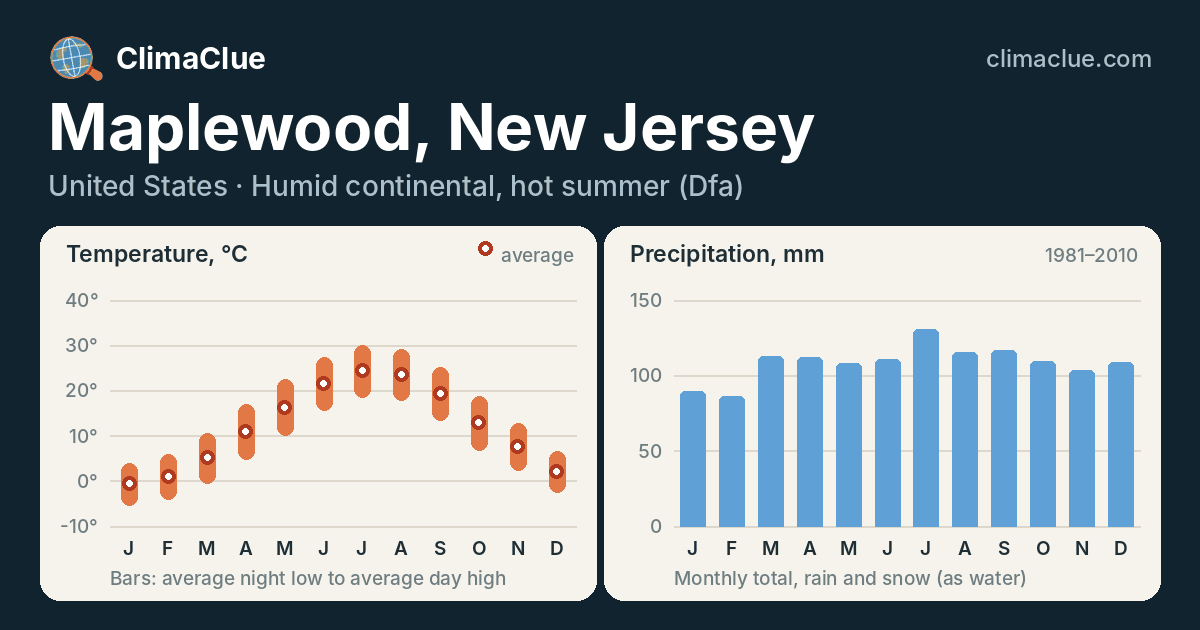 ClimaClue
climaclue.com
Maplewood, New Jersey
United States · Humid continental, hot summer (Dfa)
Temperature, °C
average
40°
30°
20°
10°
0°
-10°
J F M A M J J A S O N D
Bars: average night low to average day high
Precipitation, mm
1981–2010
150
100
50
0
J F M A M J J A S O N D
Monthly total, rain and snow (as water)